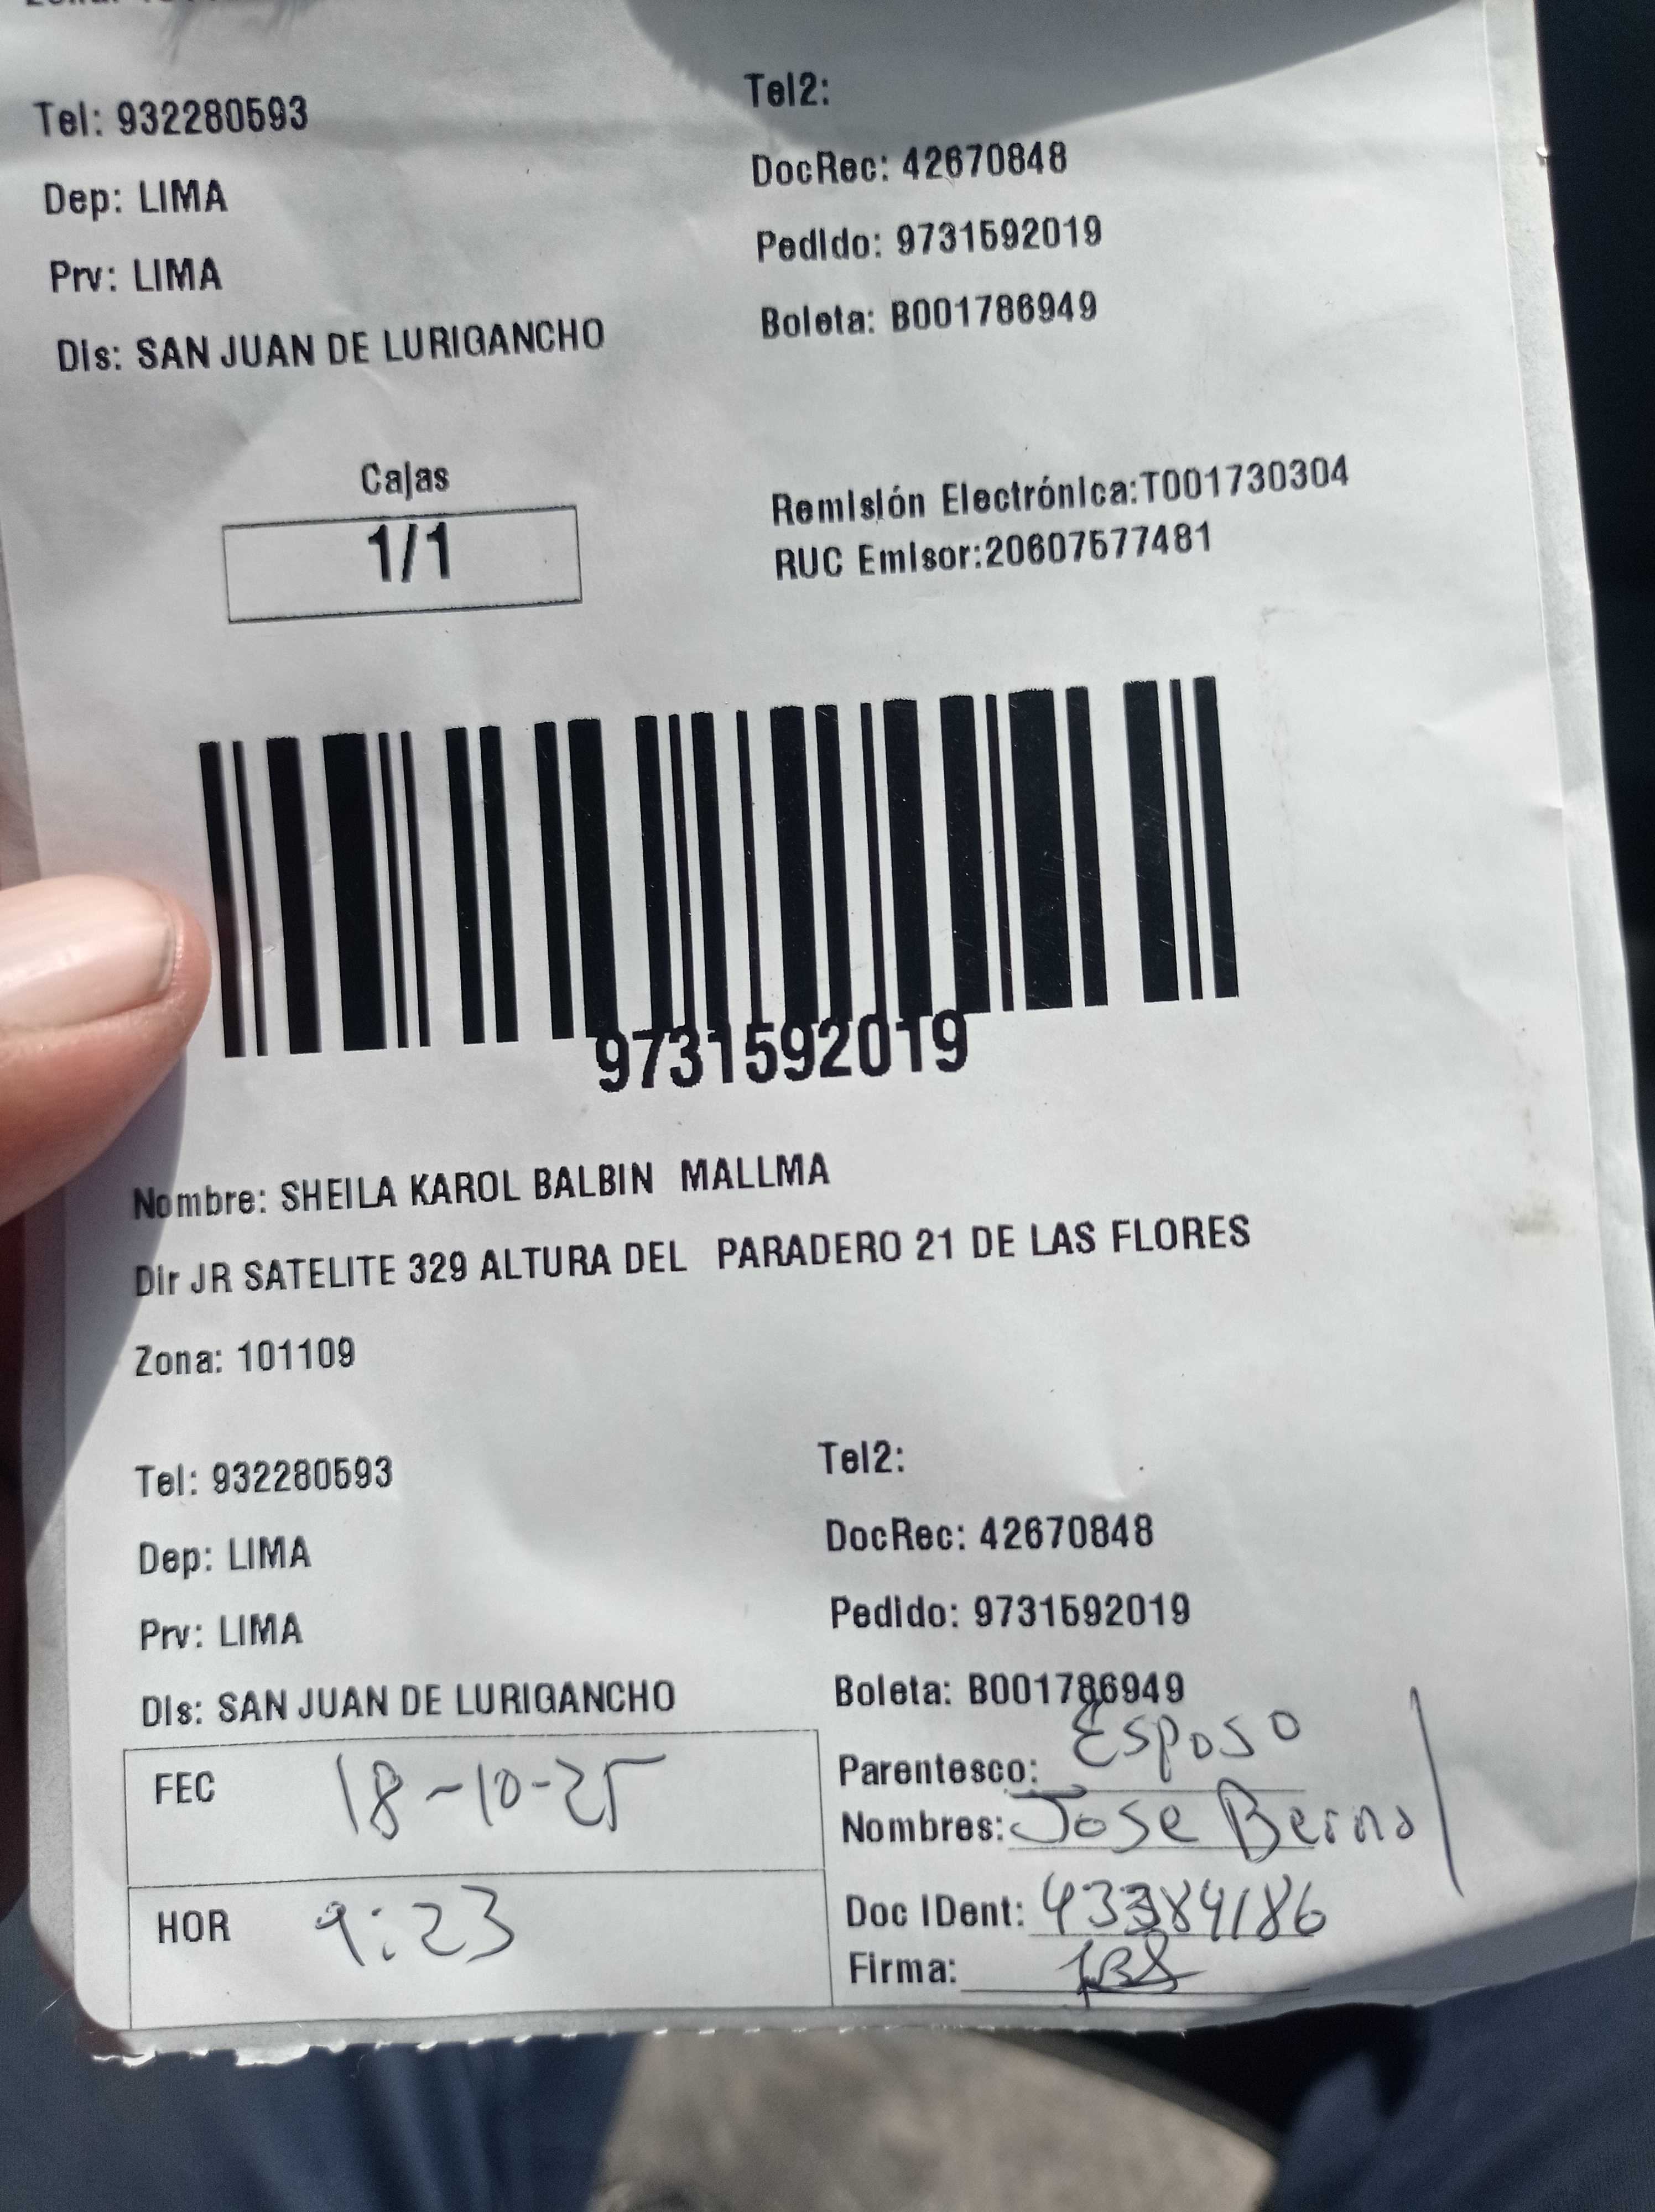 Tel: 932280593
Tel2:
Dep: LIMA
DocRec: 42670848
Prv: LIMA
Pedido: 9731592019
Dis: SAN JUAN DE LURIGANCHO
Boleta: B001786949
Cajas
1/1
Remisión Electrónica:T001730304
RUC Emisor:20607577481
9731592019
Nombre: SHEILA KAROL BALBIN MALLMA
Dir JR SATELITE 329 ALTURA DEL PARADERO 21 DE LAS FLORES
Zona: 101109
Tel: 932280593
Tel2:
Dep: LIMA
DocRec: 42670848
Prv: LIMA
Pedido: 9731592019
Dis: SAN JUAN DE LURIGANCHO
Boleta: B001786949
FEC 18-10-25
Parentesco: Esposo
Nombres: Jose Bernal
HOR 9:23
Doc IDent: 43384186
Firma: